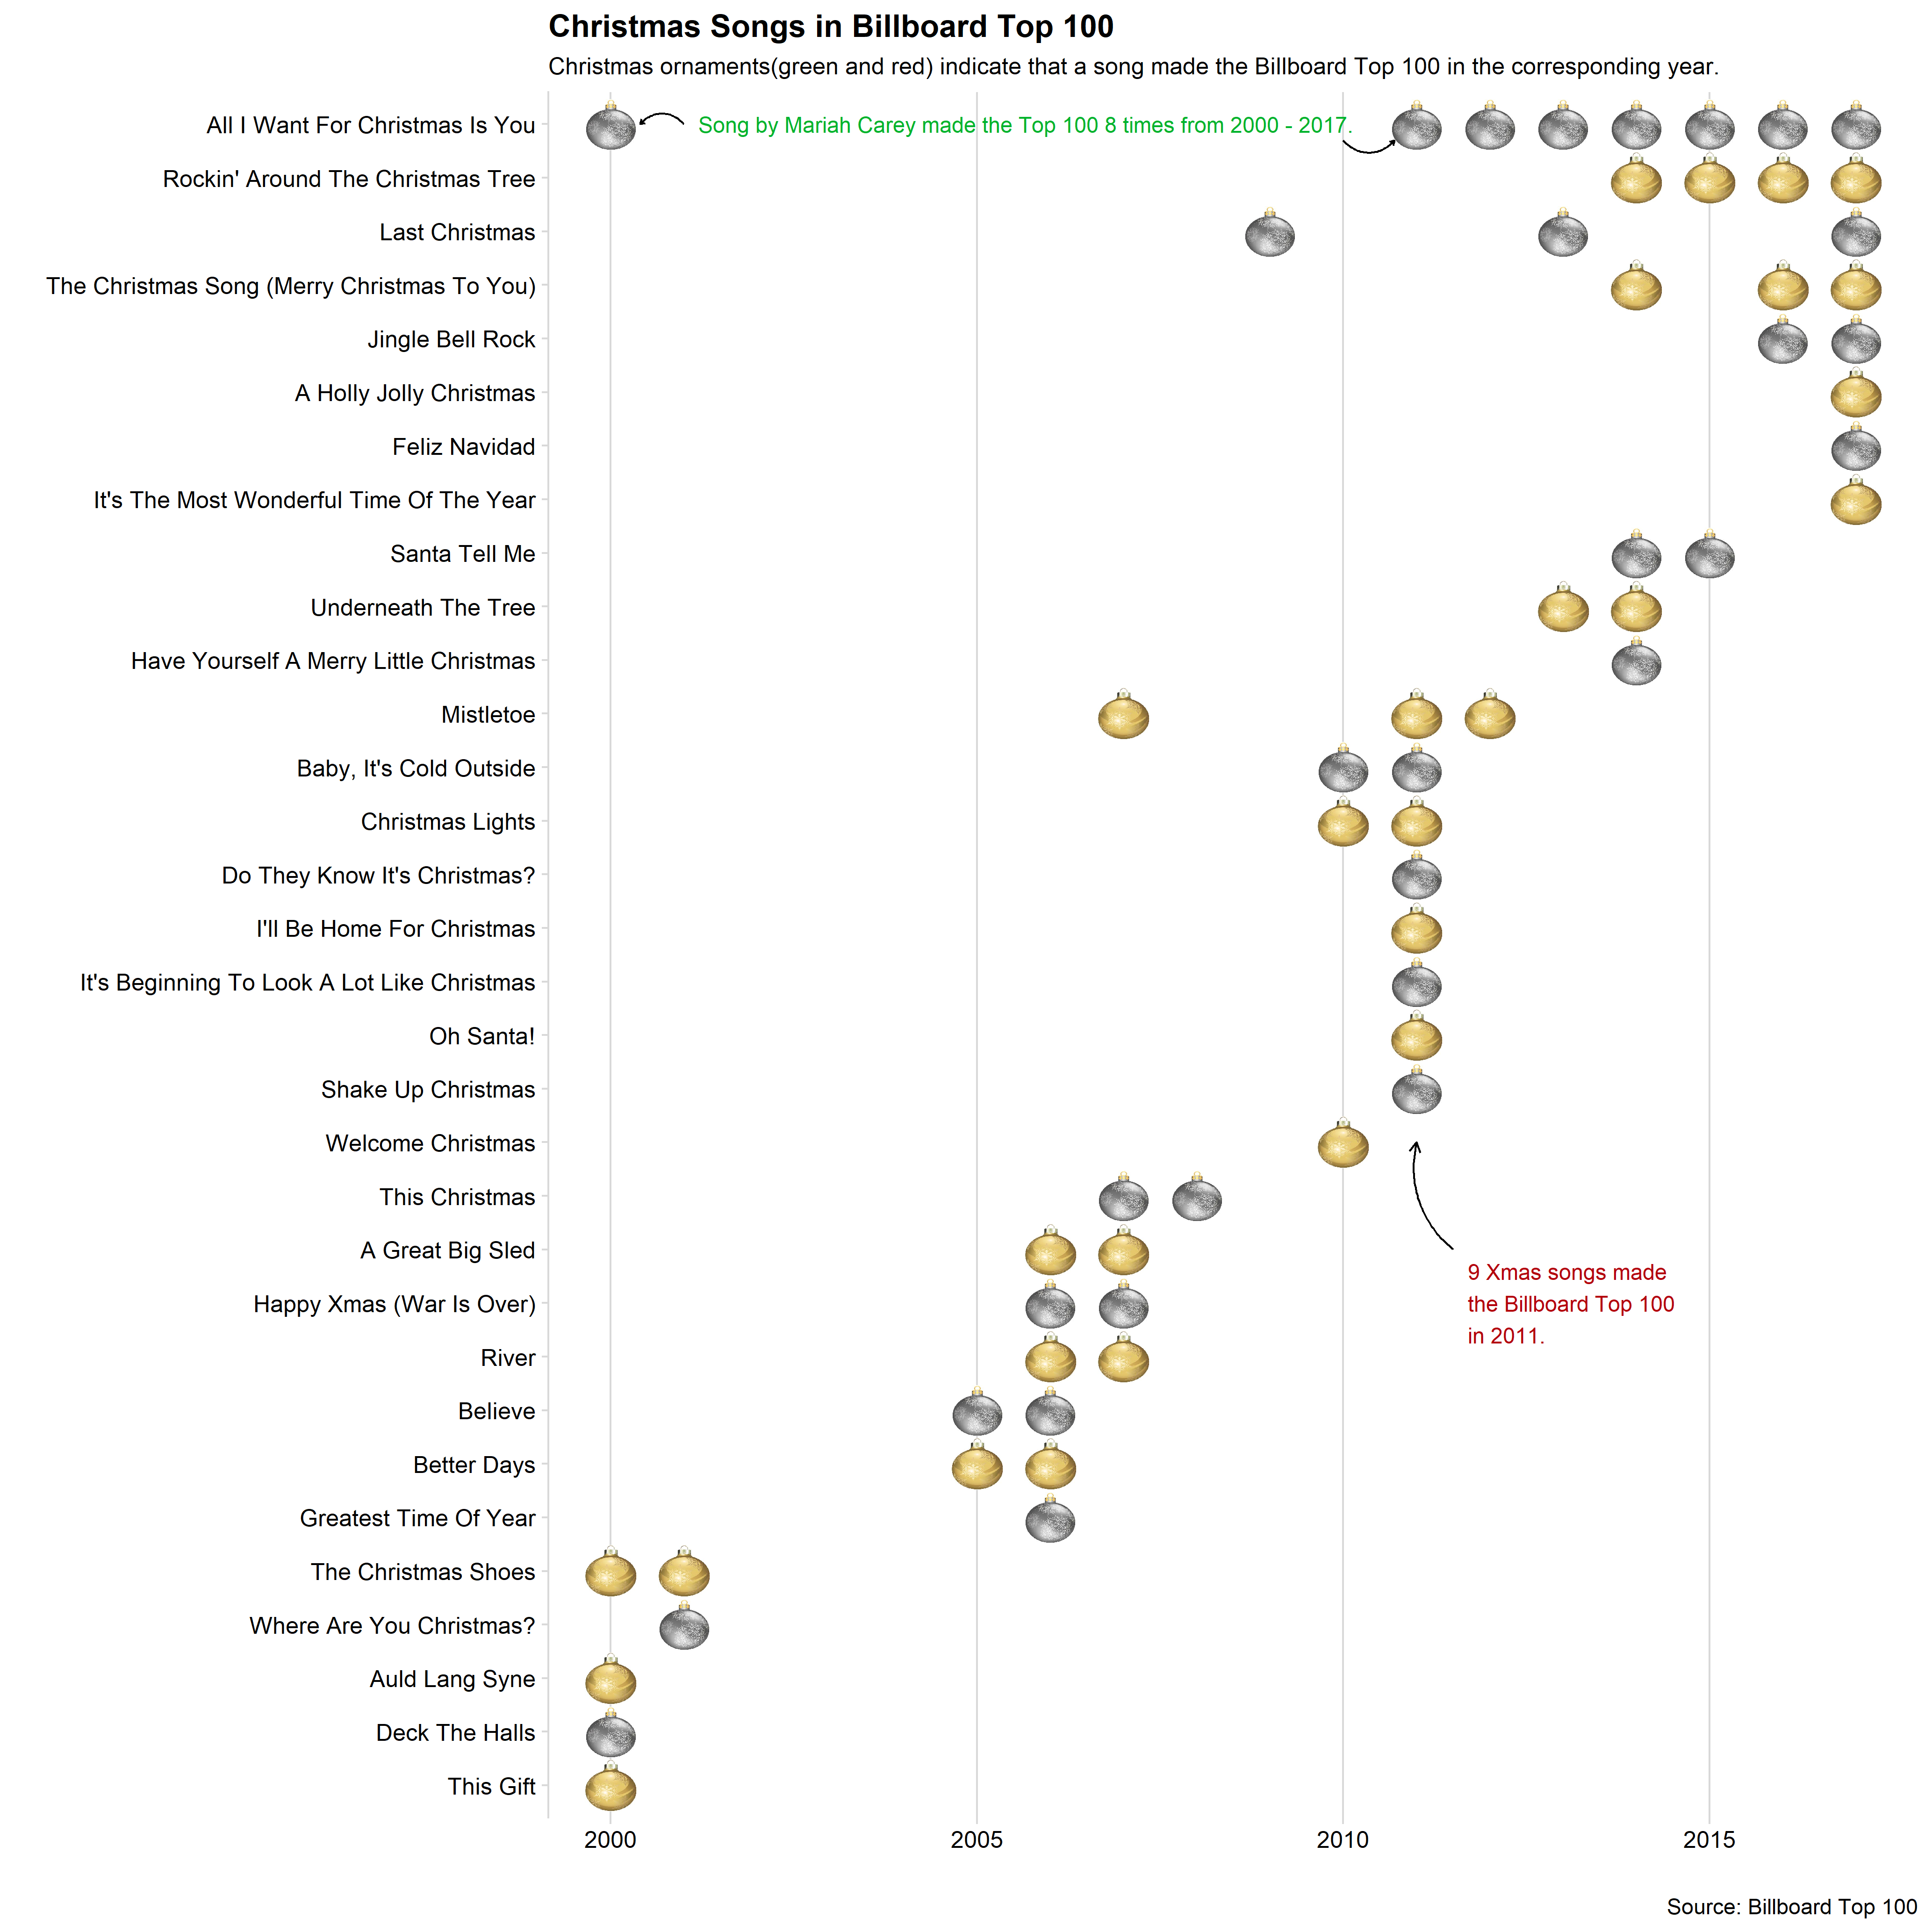 Christmas Songs in Billboard Top 100
Christmas ornaments(green and red) indicate that a song made the Billboard Top 100 in the corresponding year.
All I Want For Christmas Is You
Song by Mariah Carey made the Top 100 8 times from 2000 - 2017.
Rockin' Around The Christmas Tree
Last Christmas
The Christmas Song (Merry Christmas To You)
Jingle Bell Rock
A Holly Jolly Christmas
Feliz Navidad
It's The Most Wonderful Time Of The Year
Santa Tell Me
Underneath The Tree
Have Yourself A Merry Little Christmas
Mistletoe
Baby, It's Cold Outside
Christmas Lights
Do They Know It's Christmas?
I'll Be Home For Christmas
It's Beginning To Look A Lot Like Christmas
Oh Santa!
Shake Up Christmas
Welcome Christmas
This Christmas
A Great Big Sled
Happy Xmas (War Is Over)
River
Believe
Better Days
Greatest Time Of Year
The Christmas Shoes
Where Are You Christmas?
Auld Lang Syne
Deck The Halls
This Gift
9 Xmas songs made
the Billboard Top 100
in 2011.
2000 2005 2010 2015
Source: Billboard Top 100